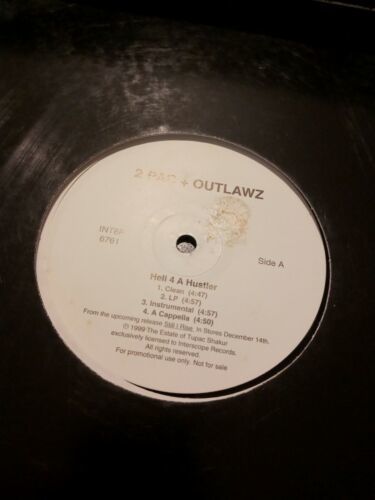 2 PAC + OUTLAWZ
INT8P
6761
Side A
Hell 4 A Hustler
1. Clean (4:47)
2. LP (4:57)
3. Instrumental (4:57)
4. A Cappella (4:50)
From the upcoming release Still I Rise, In Stores December 14th.
℗ 1999 The Estate of Tupac Shakur
exclusively licensed to Interscope Records.
All rights reserved.
For promotional use only. Not for sale